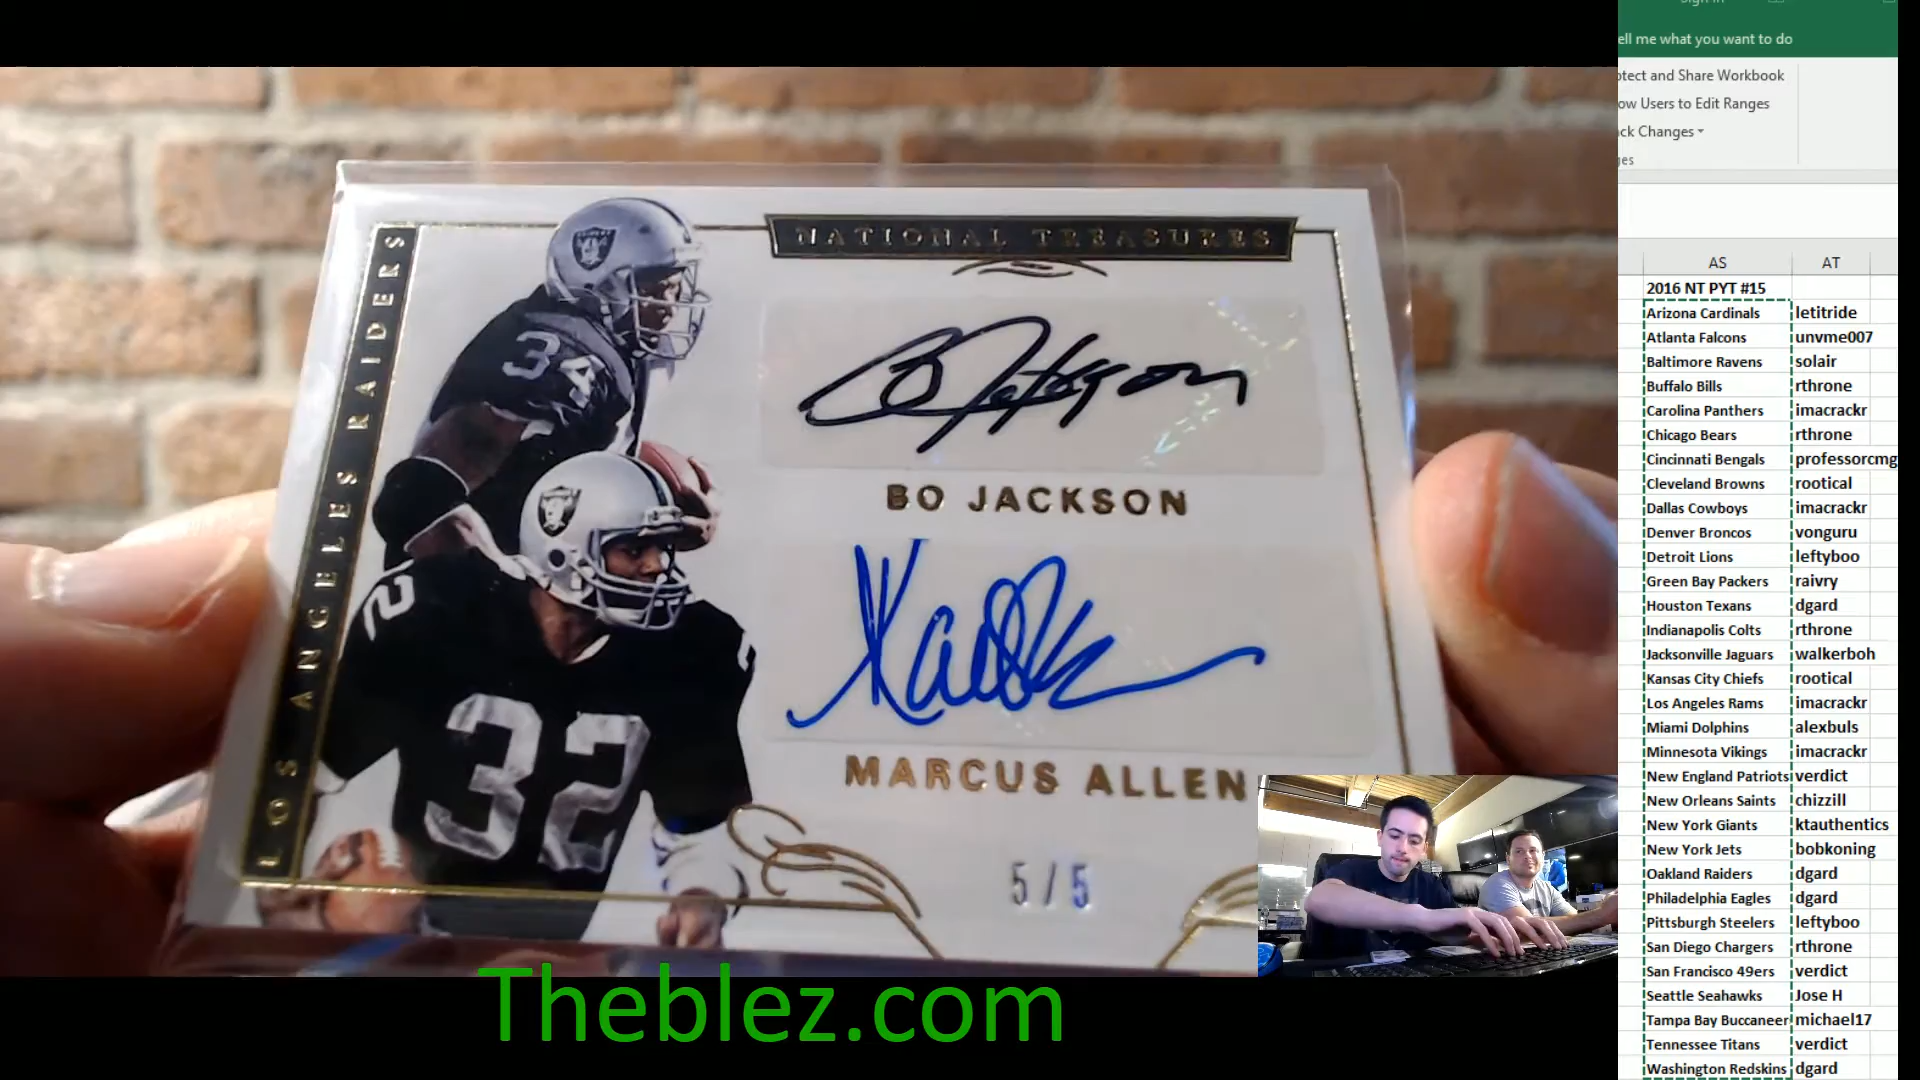 Sign in
ell me what you want to do
otect and Share Workbook
ow Users to Edit Ranges
ck Changes
es
LOS ANGELES RAIDERS
NATIONAL TREASURES
34
Bo Jackson
BO JACKSON
32
32
MARCUS ALLEN
5/5
AS AT
2016 NT PYT #15
Arizona Cardinals letitride
Atlanta Falcons unvme007
Baltimore Ravens solair
Buffalo Bills rthrone
Carolina Panthers imacrackr
Chicago Bears rthrone
Cincinnati Bengals professorcmg
Cleveland Browns rootical
Dallas Cowboys imacrackr
Denver Broncos vonguru
Detroit Lions leftyboo
Green Bay Packers raivry
Houston Texans dgard
Indianapolis Colts rthrone
Jacksonville Jaguars walkerboh
Kansas City Chiefs rootical
Los Angeles Rams imacrackr
Miami Dolphins alexbuls
Minnesota Vikings imacrackr
New England Patriots verdict
New Orleans Saints chizzill
New York Giants ktauthentics
New York Jets bobkoning
Oakland Raiders dgard
Philadelphia Eagles dgard
Pittsburgh Steelers leftyboo
San Diego Chargers rthrone
San Francisco 49ers verdict
Seattle Seahawks Jose H
Tampa Bay Buccaneer michael17
Tennessee Titans verdict
Washington Redskins dgard
Theblez.com